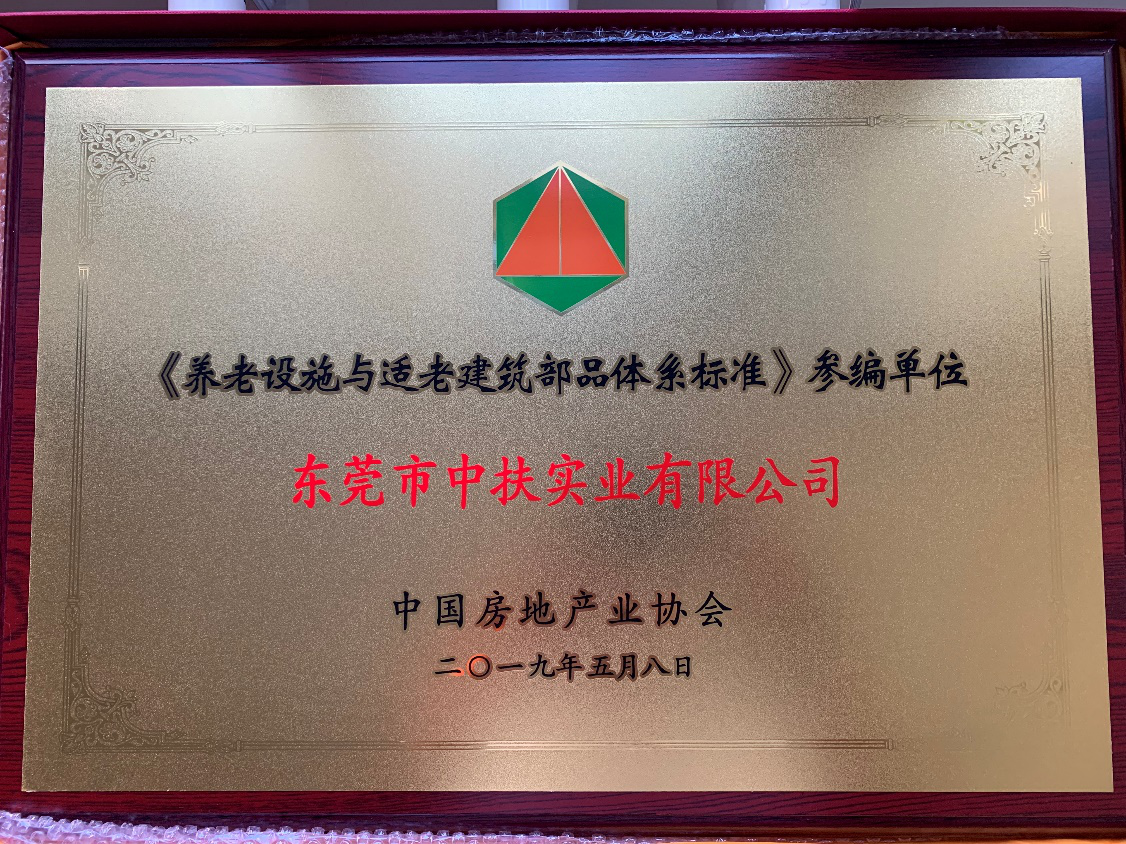 《养老设施与适老建筑部品体系标准》参编单位
东莞市中扶实业有限公司
中国房地产业协会
二〇一九年五月八日